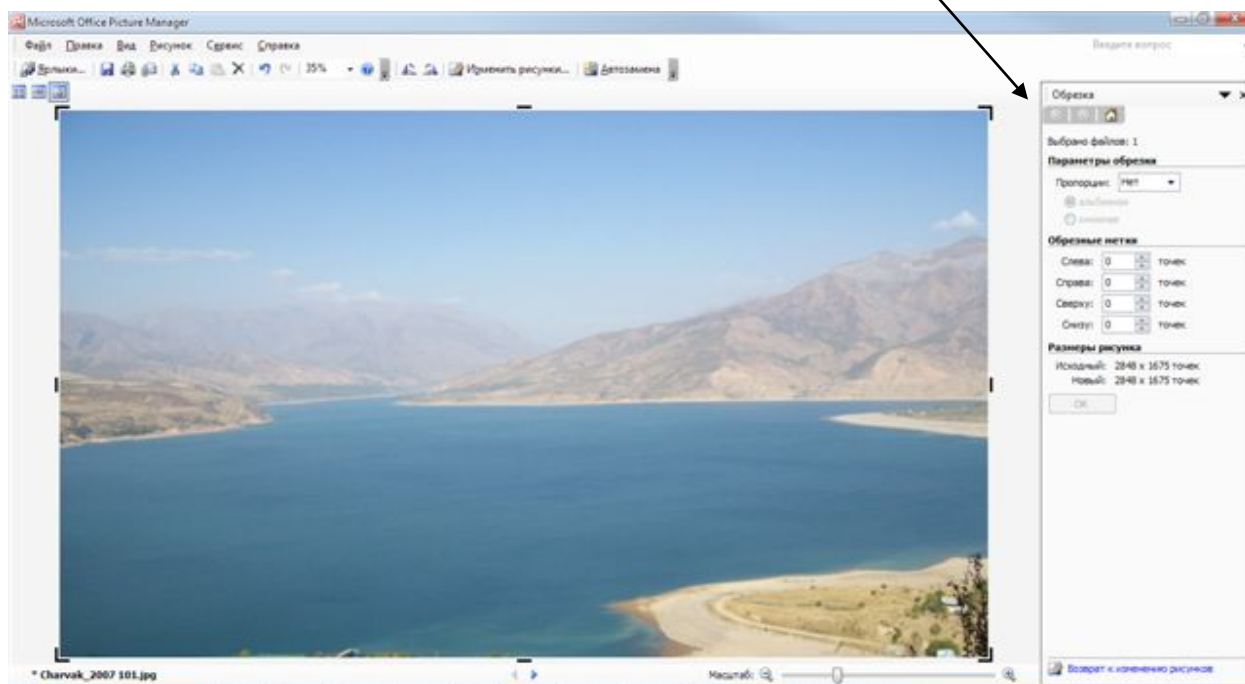 Microsoft Office Picture Manager
Файл Правка Вид Рисунок Сервис Справка
Введите вопрос
Ярлыки... 35% Изменить рисунки... Автозамена
Обрезка
Выбрано файлов: 1
Параметры обрезки
Пропорции: Нет
альбомная
книжная
Обрезные метки
Слева: 0 точек
Справа: 0 точек
Сверху: 0 точек
Снизу: 0 точек
Размеры рисунка
Исходный: 2848 x 1675 точек
Новый: 2848 x 1675 точек
ОК
Возврат к изменению рисунков
* Charvak_2007 101.jpg
Масштаб: